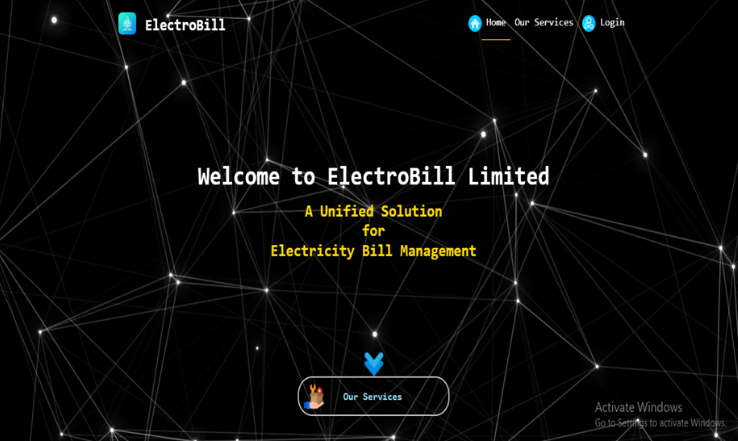 ElectroBill
Home Our Services Login
Welcome to ElectroBill Limited
A Unified Solution
for
Electricity Bill Management
Our Services
Activate Windows
Go to Settings to activate Windows.